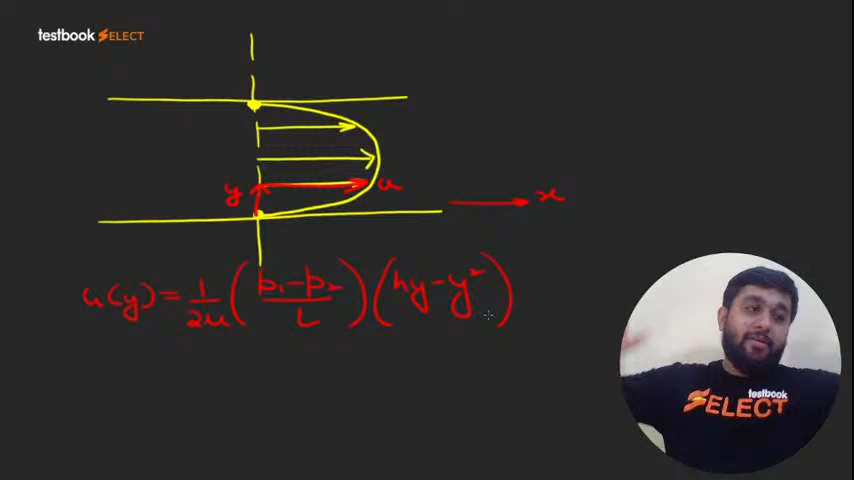 testbook SELECT
y
u
x
u(y) = 1/2μ (p₁-p₂/L) (hy-y²)
testbook
SELECT